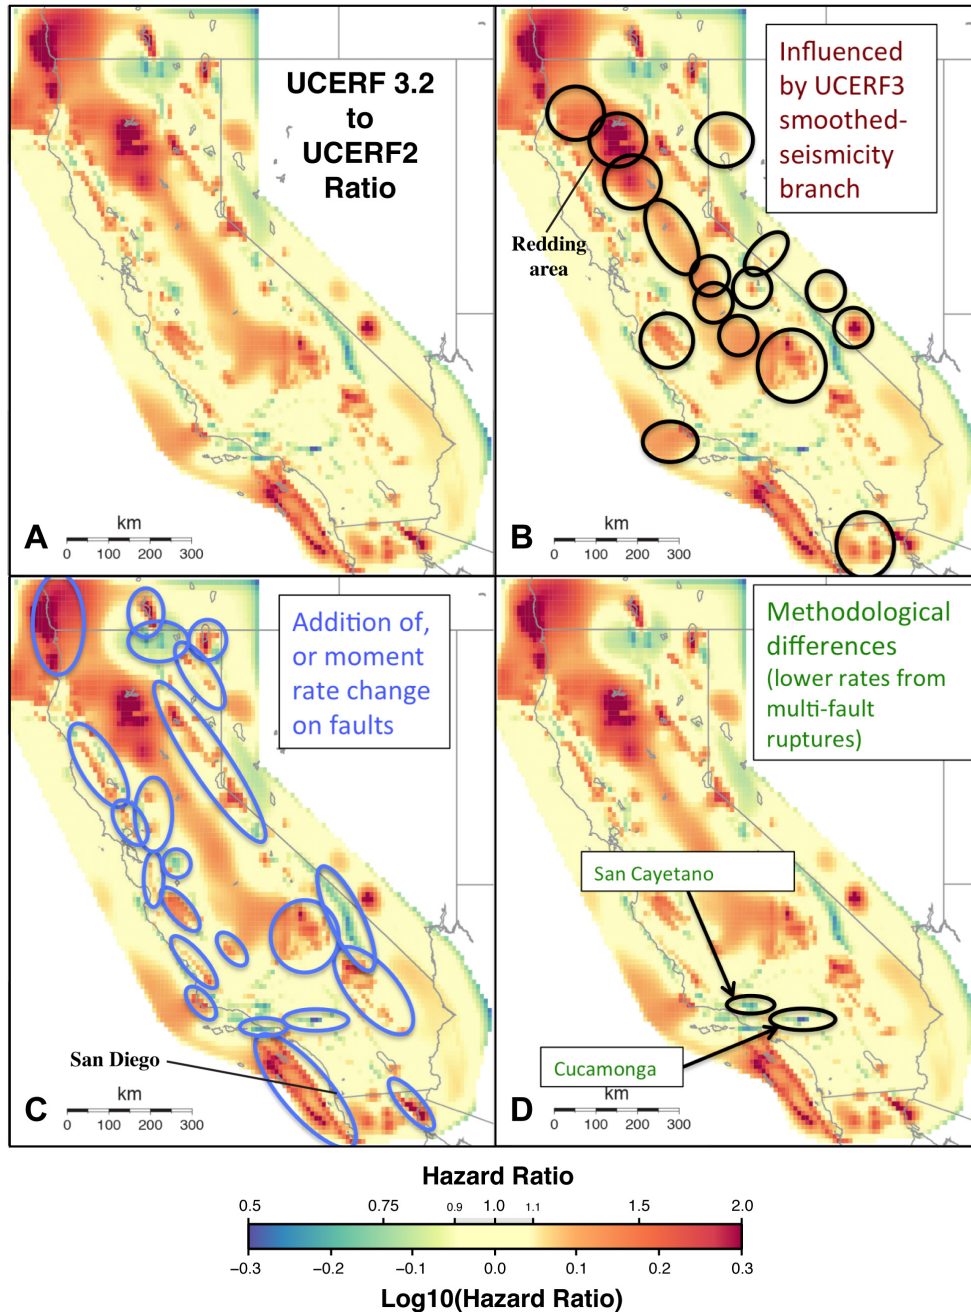 UCERF 3.2
to
UCERF2
Ratio
km
0 100 200 300
A
Influenced
by UCERF3
smoothed-
seismicity
branch
Redding
area
km
0 100 200 300
B
Addition of,
or moment
rate change
on faults
San Diego
km
0 100 200 300
C
Methodological
differences
(lower rates from
multi-fault
ruptures)
San Cayetano
Cucamonga
km
0 100 200 300
D
Hazard Ratio
0.5 0.75 0.9 1.0 1.1 1.5 2.0
−0.3 −0.2 −0.1 0.0 0.1 0.2 0.3
Log10(Hazard Ratio)